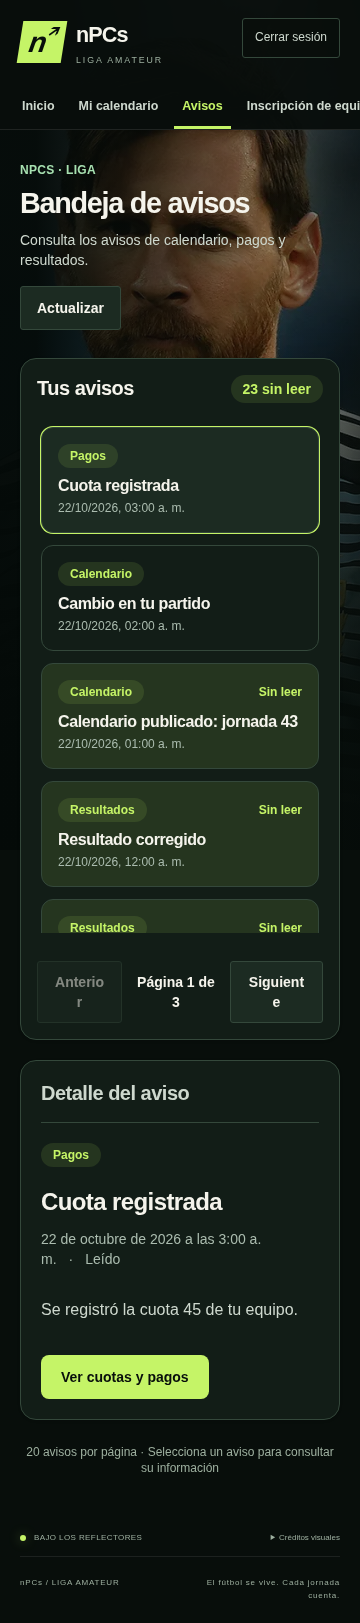 n
nPCs
LIGA AMATEUR
Cerrar sesión
Inicio
Mi calendario
Avisos
Inscripción de equi
NPCS · LIGA
Bandeja de avisos
Consulta los avisos de calendario, pagos y
resultados.
Actualizar
Tus avisos
23 sin leer
Pagos
Cuota registrada
22/10/2026, 03:00 a. m.
Calendario
Cambio en tu partido
22/10/2026, 02:00 a. m.
Calendario
Sin leer
Calendario publicado: jornada 43
22/10/2026, 01:00 a. m.
Resultados
Sin leer
Resultado corregido
22/10/2026, 12:00 a. m.
Resultados
Sin leer
Anterio
r
Página 1 de
3
Siguient
e
Detalle del aviso
Pagos
Cuota registrada
22 de octubre de 2026 a las 3:00 a.
m. · Leído
Se registró la cuota 45 de tu equipo.
Ver cuotas y pagos
20 avisos por página · Selecciona un aviso para consultar
su información
BAJO LOS REFLECTORES
Créditos visuales
nPCs / LIGA AMATEUR
El fútbol se vive. Cada jornada
cuenta.